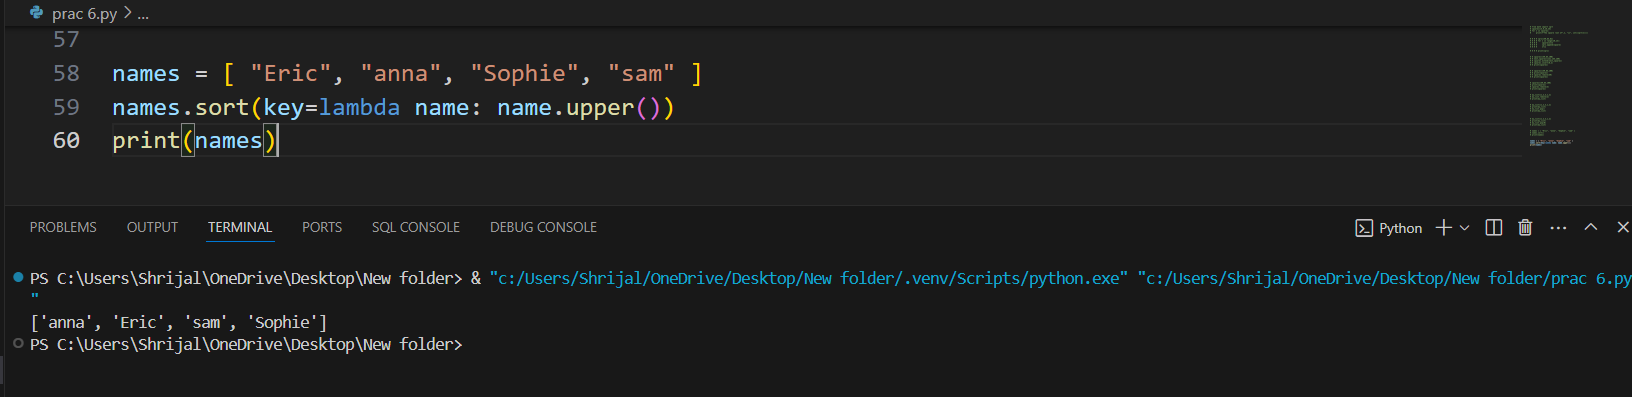 prac 6.py > ...
57
58 names = [ "Eric", "anna", "Sophie", "sam" ]
59 names.sort(key=lambda name: name.upper())
60 print(names)
PROBLEMS OUTPUT TERMINAL PORTS SQL CONSOLE DEBUG CONSOLE Python
PS C:\Users\Shrijal\OneDrive\Desktop\New folder> & "c:/Users/Shrijal/OneDrive/Desktop/New folder/.venv/Scripts/python.exe" "c:/Users/Shrijal/OneDrive/Desktop/New folder/prac 6.py
"
['anna', 'Eric', 'sam', 'Sophie']
PS C:\Users\Shrijal\OneDrive\Desktop\New folder>